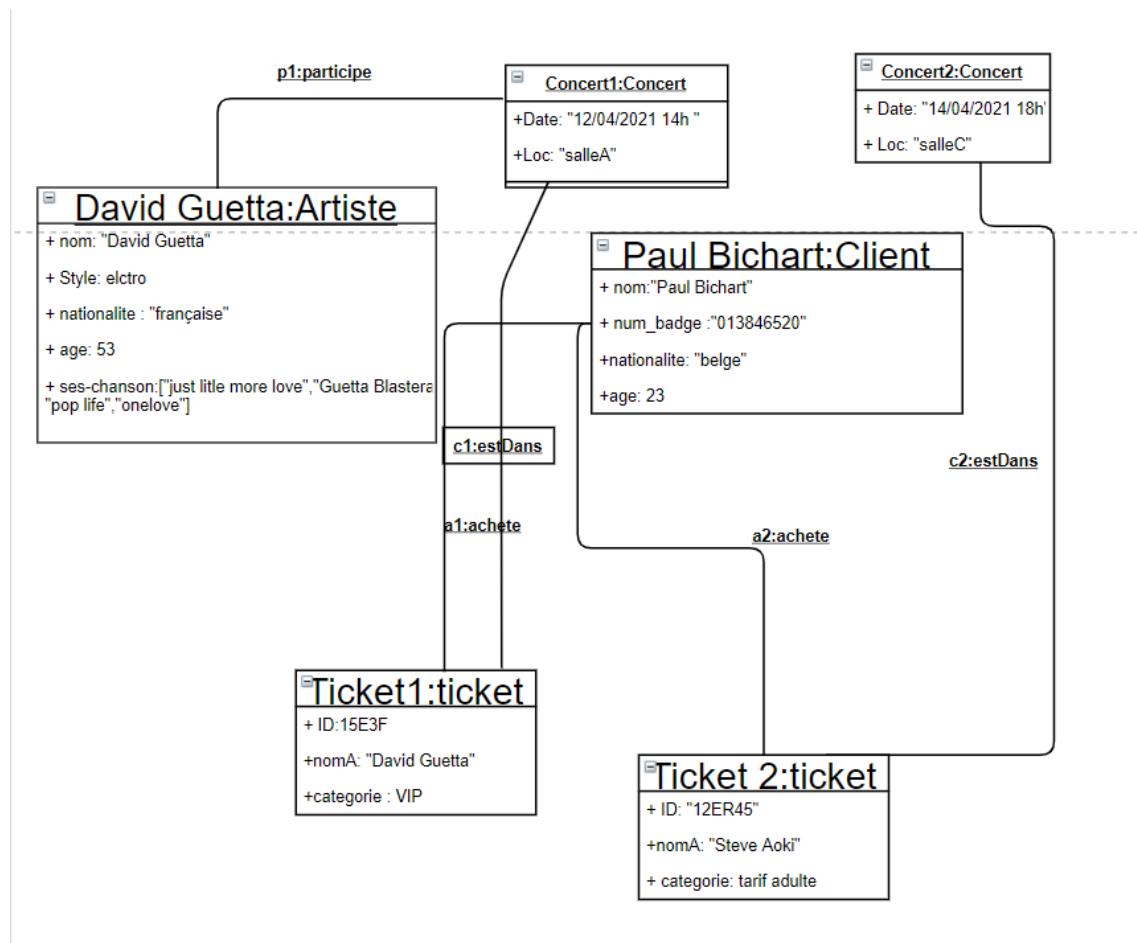 p1:participe
Concert1:Concert
+Date: "12/04/2021 14h "
+Loc: "salleA"
Concert2:Concert
+ Date: "14/04/2021 18h"
+ Loc: "salleC"
David Guetta:Artiste
+ nom: "David Guetta"
+ Style: elctro
+ nationalite : "française"
+ age: 53
+ ses-chanson:["just litle more love","Guetta Blastera
"pop life","onelove"]
Paul Bichart:Client
+ nom:"Paul Bichart"
+ num_badge :"013846520"
+nationalite: "belge"
+age: 23
c1:estDans
c2:estDans
a1:achete
a2:achete
Ticket1:ticket
+ ID:15E3F
+nomA: "David Guetta"
+categorie : VIP
Ticket 2:ticket
+ ID: "12ER45"
+nomA: "Steve Aoki"
+ categorie: tarif adulte